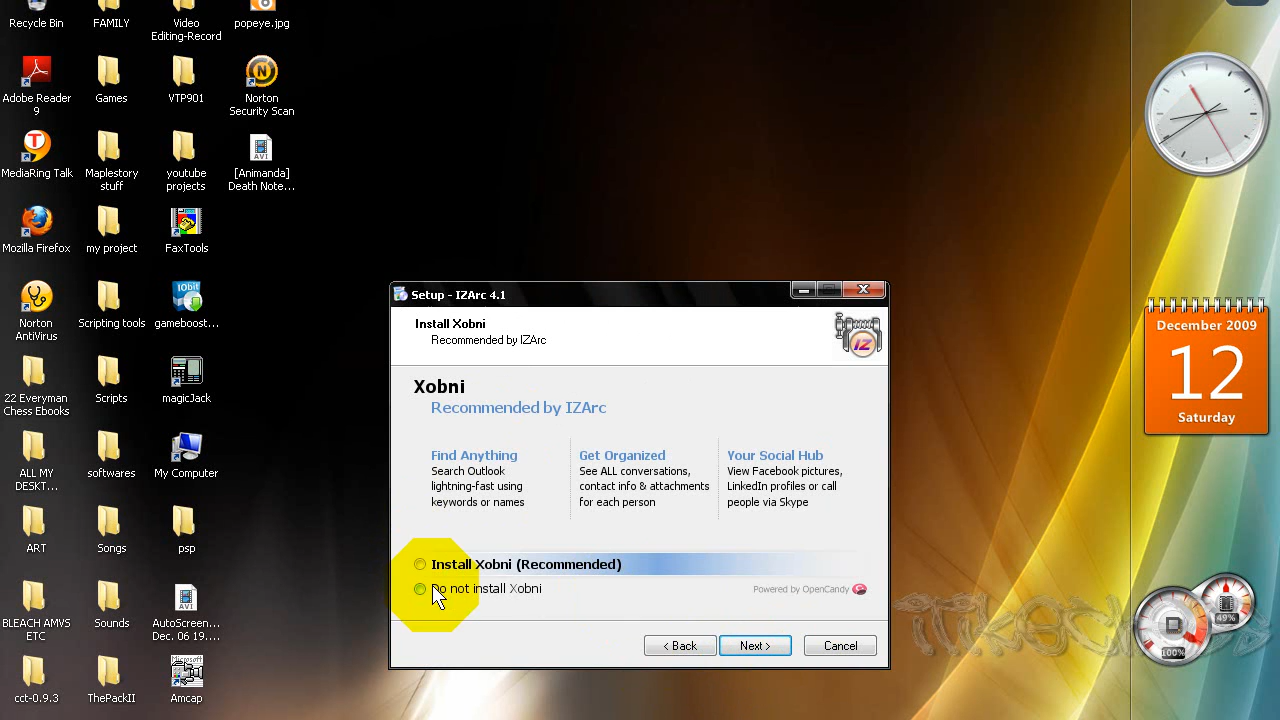 Recycle Bin
FAMILY
Video
Editing-Record
popeye.jpg
Adobe Reader
9
Games
VTP901
Norton
Security Scan
MediaRing Talk
Maplestory
stuff
youtube
projects
AVI
[Animanda]
Death Note...
Mozilla Firefox
my project
FaxTools
Norton
AntiVirus
Scripting tools
IObit
gameboost...
22 Everyman
Chess Ebooks
Scripts
magicJack
ALL MY
DESKT...
softwares
My Computer
ART
Songs
psp
BLEACH AMVS
ETC
Sounds
AVI
AutoScreen...
Dec. 06 19....
cct-0.9.3
ThePackII
Microsoft
Amcap
Setup - IZArc 4.1
Install Xobni
Recommended by IZArc
IZ
Xobni
Recommended by IZArc
Find Anything
Search Outlook
lightning-fast using
keywords or names
Get Organized
See ALL conversations,
contact info & attachments
for each person
Your Social Hub
View Facebook pictures,
LinkedIn profiles or call
people via Skype
Install Xobni (Recommended)
Do not install Xobni
Powered by OpenCandy
< Back
Next >
Cancel
December 2009
12
Saturday
49%
100%